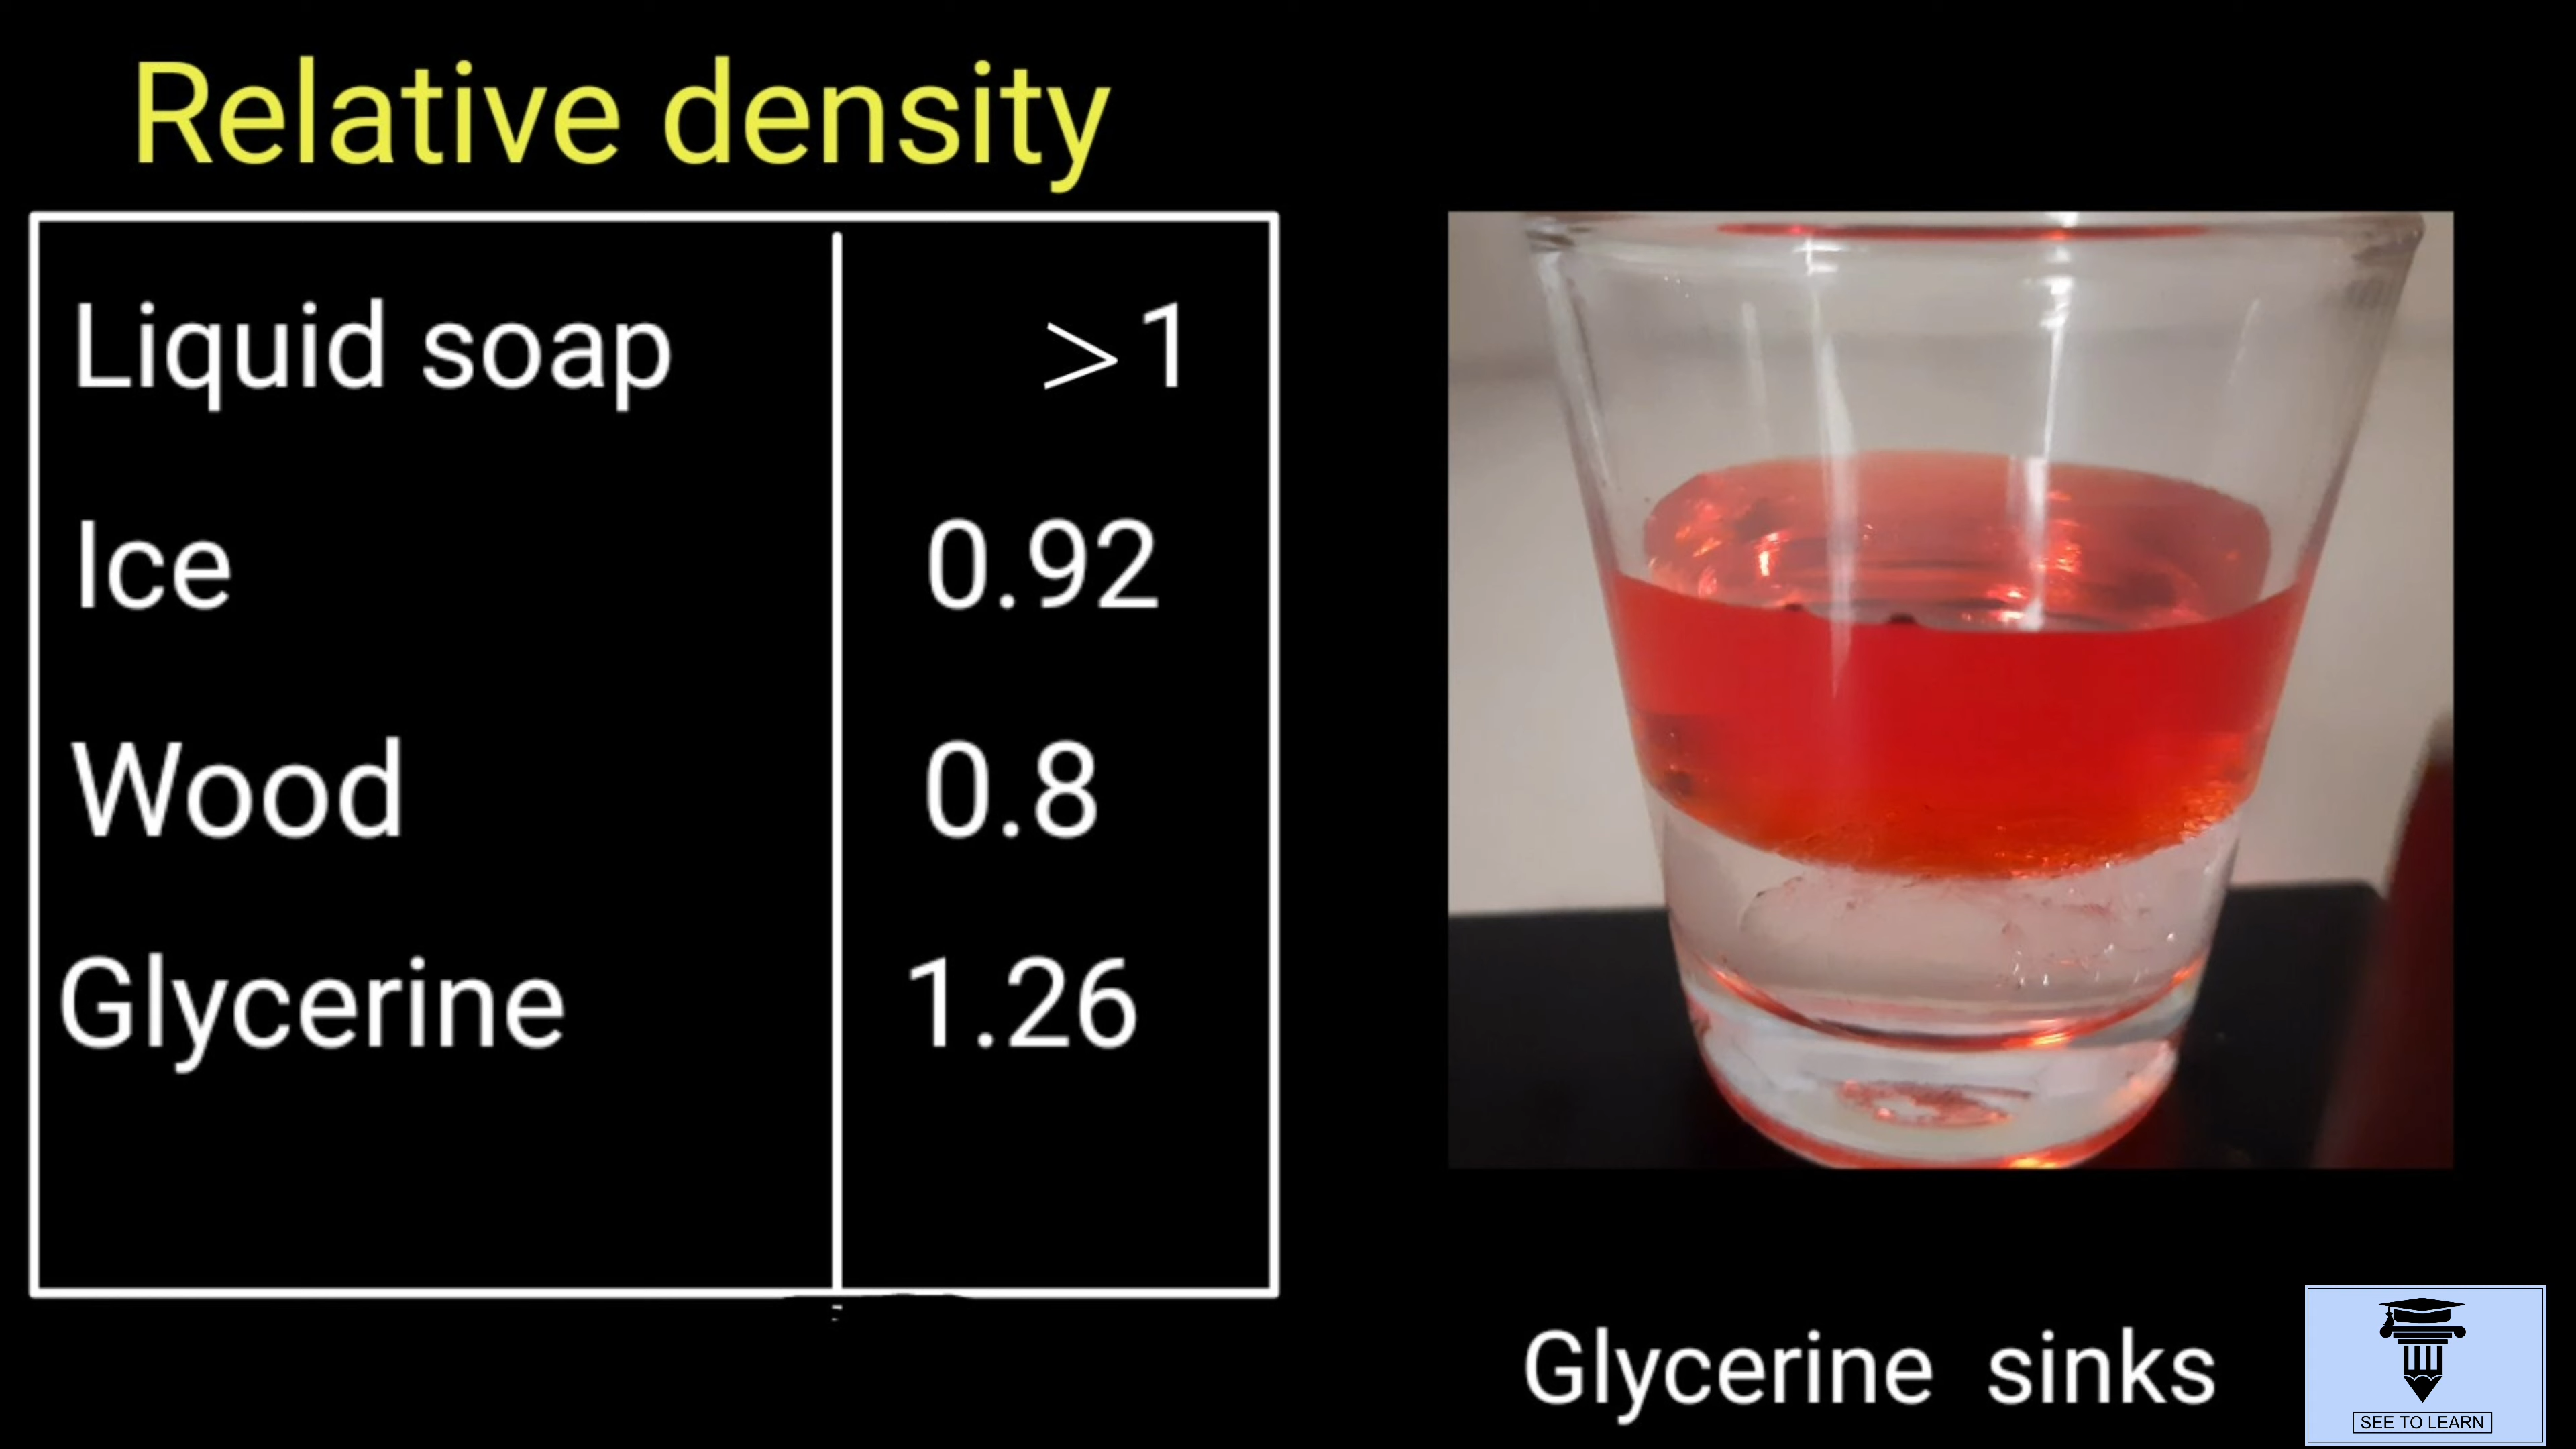 Relative density
Liquid soap >1
Ice 0.92
Wood 0.8
Glycerine 1.26
Glycerine sinks
SEE TO LEARN